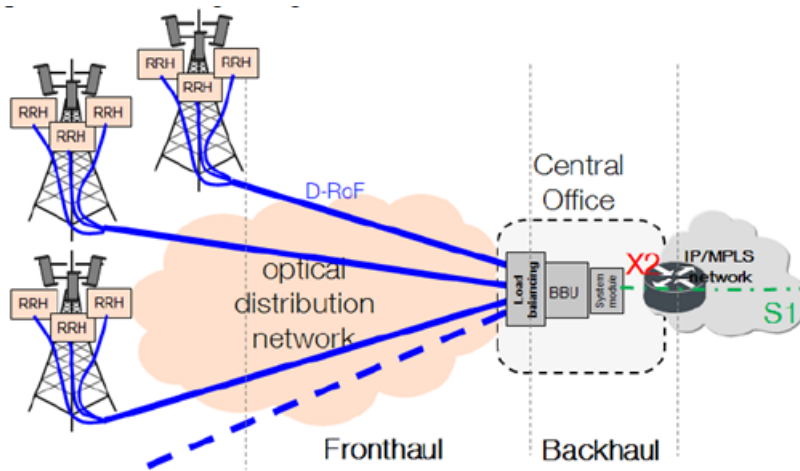 RRH
RRH
RRH
RRH
RRH
RRH
RRH
RRH
RRH
D-RoF
optical
distribution
network
Central
Office
Load
balancing
BBU
System
module
X2
IP/MPLS
network
S1
Fronthaul
Backhaul